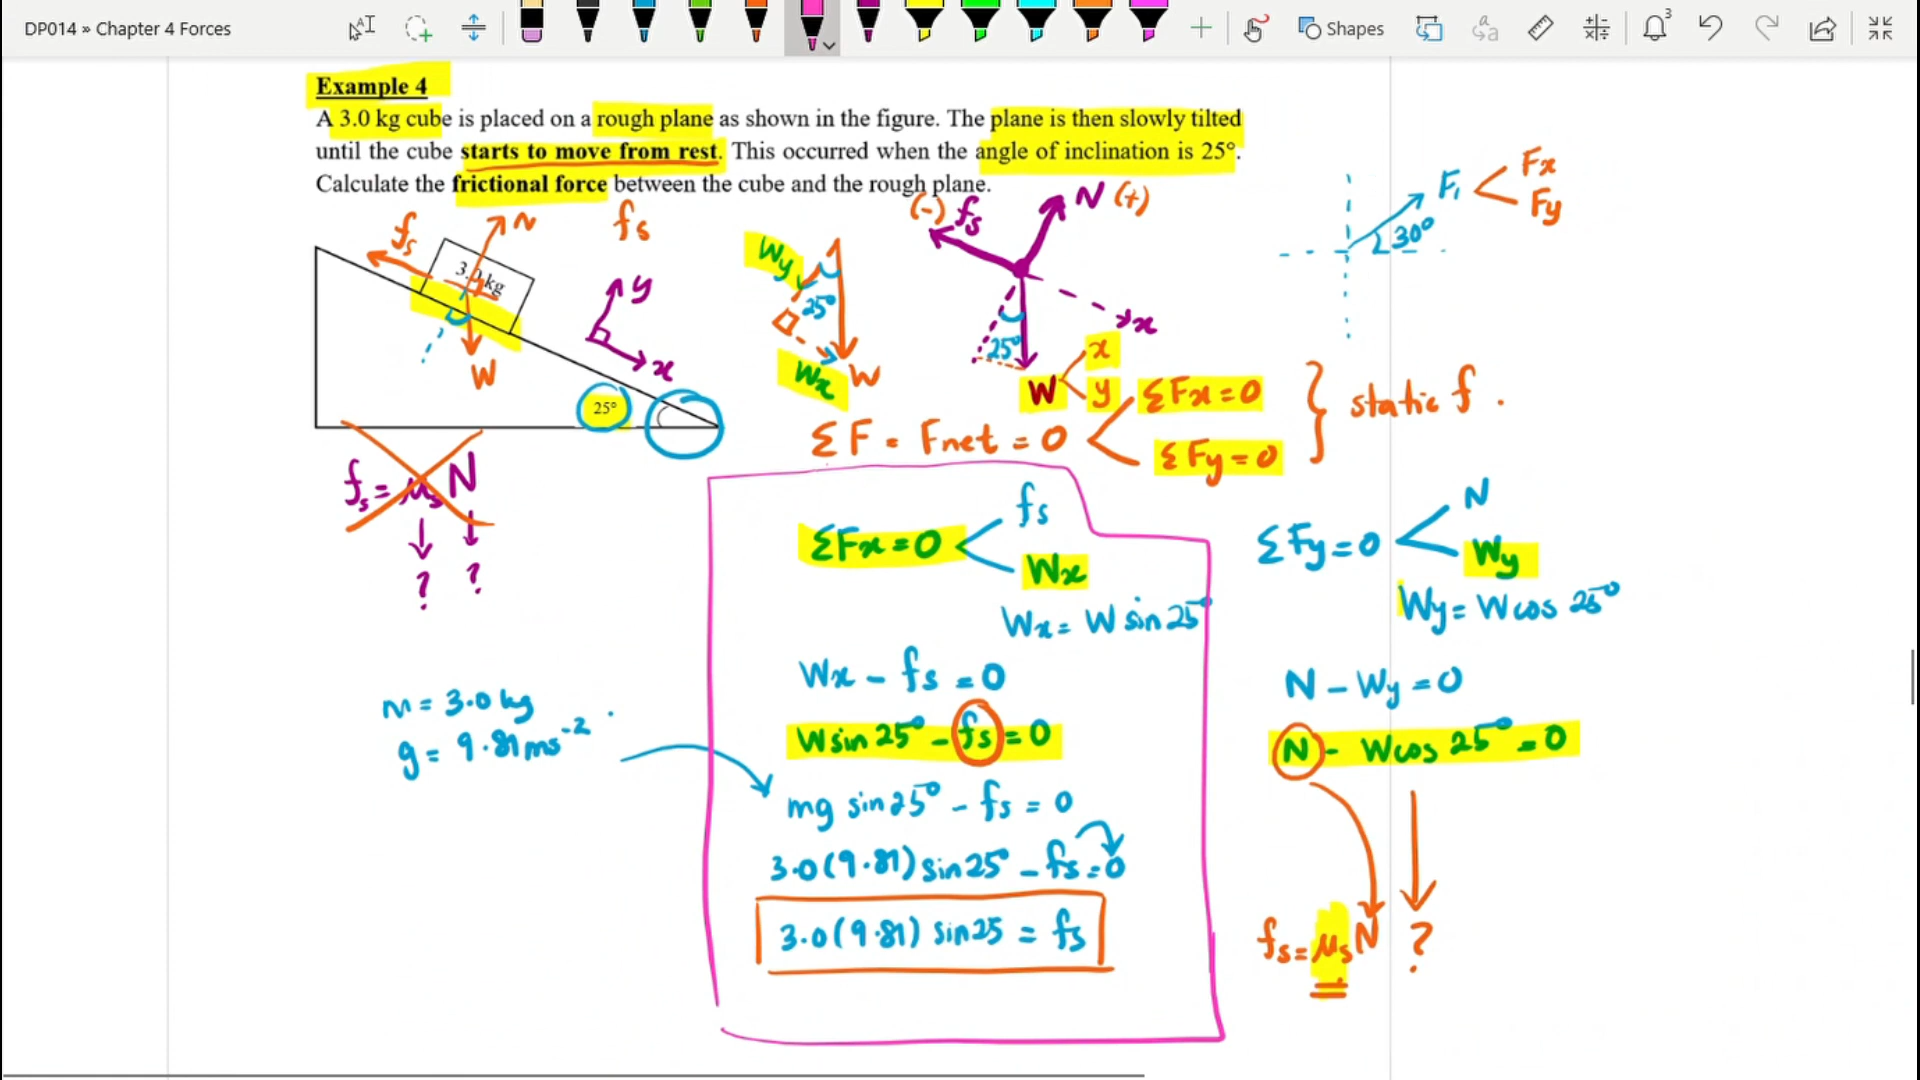 DP014 » Chapter 4 Forces
Shapes
3
Example 4
A 3.0 kg cube is placed on a rough plane as shown in the figure. The plane is then slowly tilted
until the cube starts to move from rest. This occurred when the angle of inclination is 25°.
Calculate the frictional force between the cube and the rough plane.
fs
N
fs
3.0 kg
W
y
x
25°
Wy
25°
Wx
W
(-) fs
N (+)
x
25°
W
x
y
F1
Fx
Fy
30°
ΣF = Fnet = 0
ΣFx=0
ΣFy=0
static f.
fs = μs N
? ?
ΣFx=0
fs
Wx
Wx = W sin 25°
Wx - fs = 0
W sin 25° - fs = 0
mg sin 25° - fs = 0
3.0(9.81) sin 25° - fs = 0
3.0(9.81) sin 25 = fs
m = 3.0 kg
g = 9.81 ms⁻²
ΣFy=0
N
Wy
Wy = W cos 25°
N - Wy = 0
N - W cos 25° = 0
fs = μs N ?